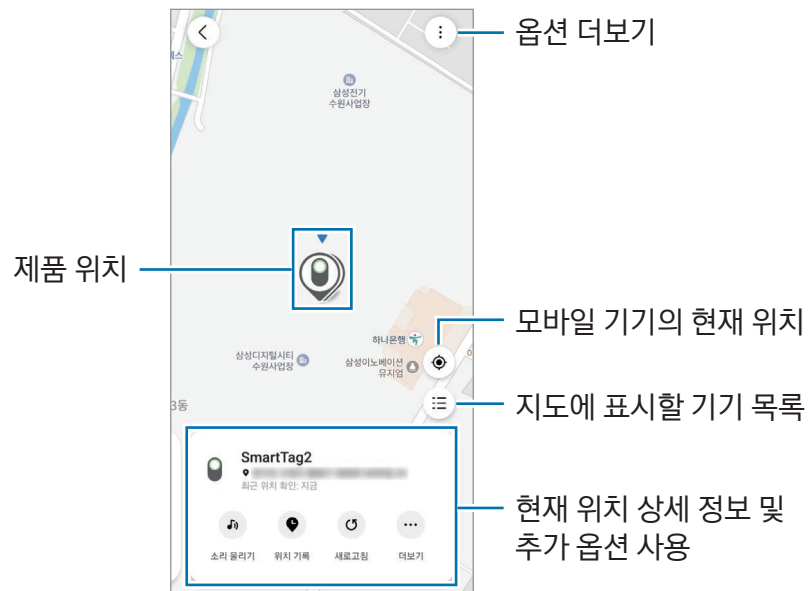 옵션 더보기
삼성전기
수원사업장
제품 위치
하나은행
모바일 기기의 현재 위치
삼성디지털시티
수원사업장
삼성이노베이션
뮤지엄
지도에 표시할 기기 목록
3동
SmartTag2
최근 위치 확인: 지금
현재 위치 상세 정보 및
추가 옵션 사용
소리 울리기
위치 기록
새로고침
더보기